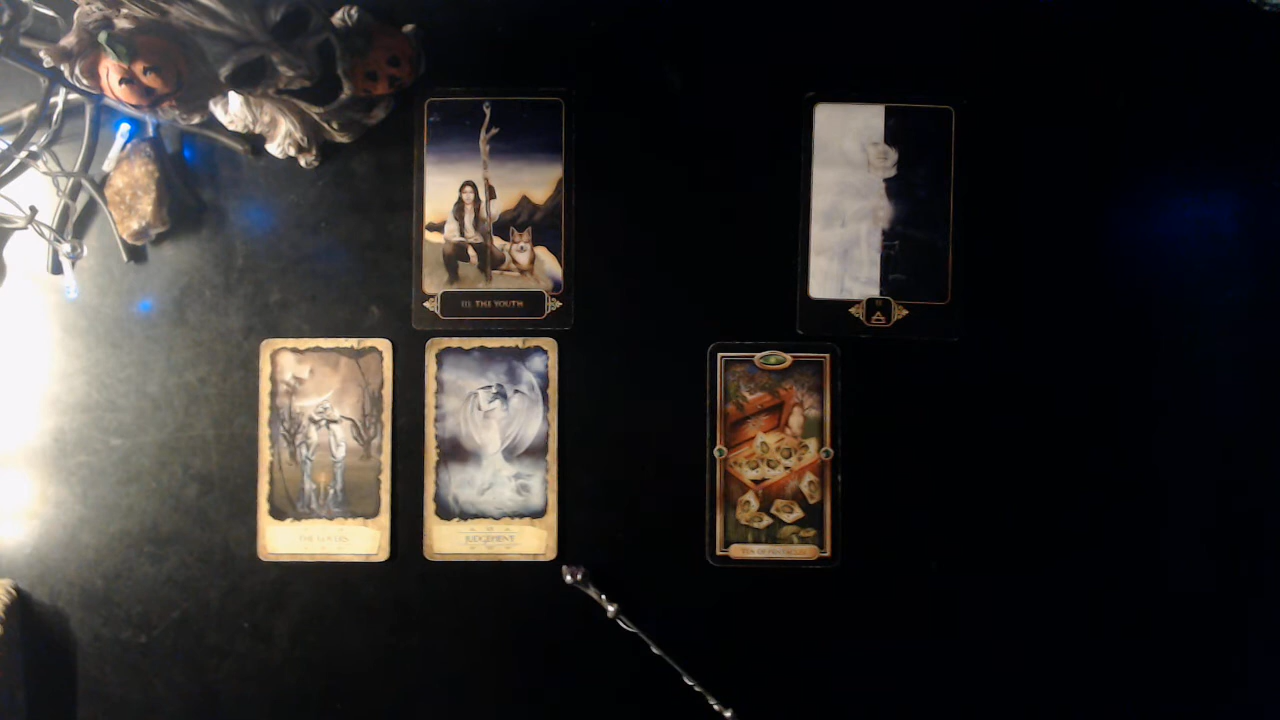 III THE YOUTH
THE LOVERS
JUDGEMENT
TEN OF PENTACLES